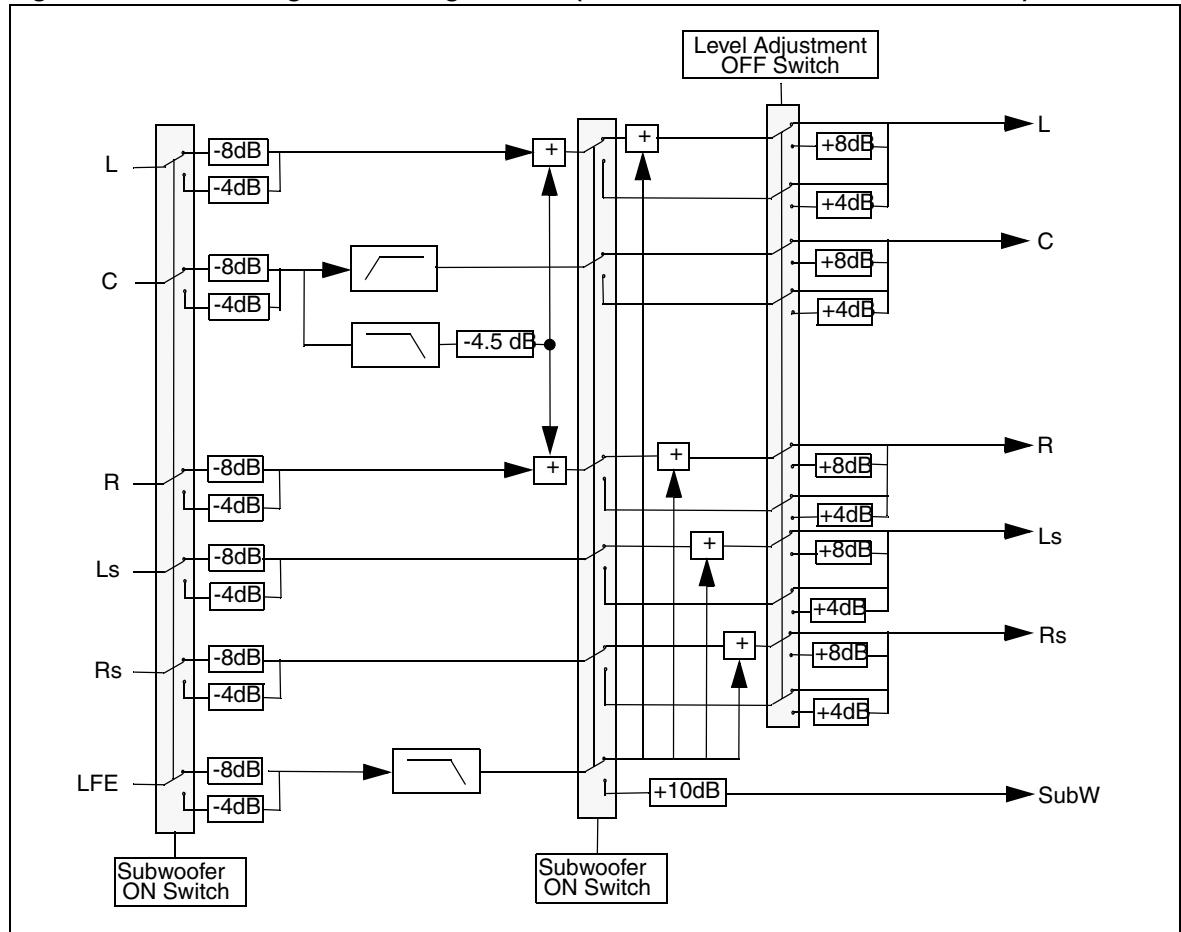 Level Adjustment
OFF Switch
L
-8dB
-4dB
+
+
+8dB
+4dB
L
C
-8dB
-4dB
-4.5 dB
+8dB
+4dB
C
R
-8dB
-4dB
+
+
+8dB
+4dB
R
Ls
-8dB
-4dB
+
+8dB
+4dB
Ls
Rs
-8dB
-4dB
+
+8dB
+4dB
Rs
LFE
-8dB
-4dB
+10dB
SubW
Subwoofer
ON Switch
Subwoofer
ON Switch